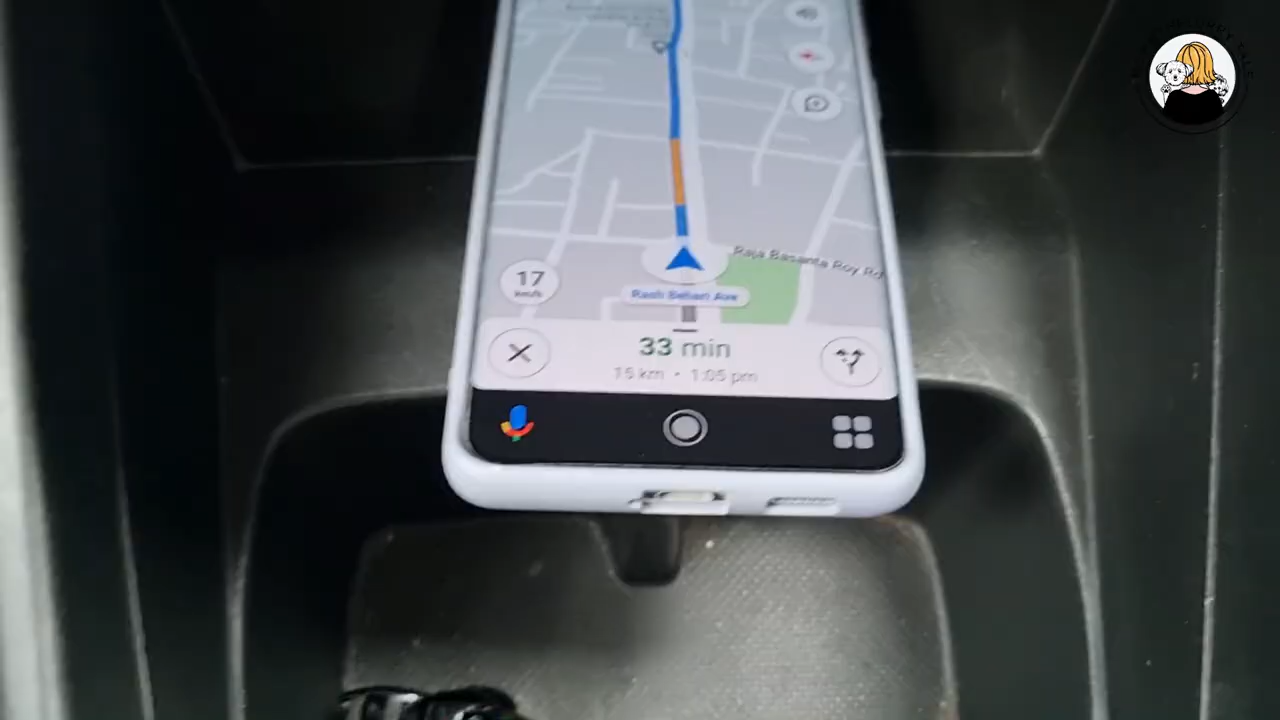 Raja Basanta Roy Rd
17
km/h
Rash Behari Ave
33 min
15 km • 1:05 pm